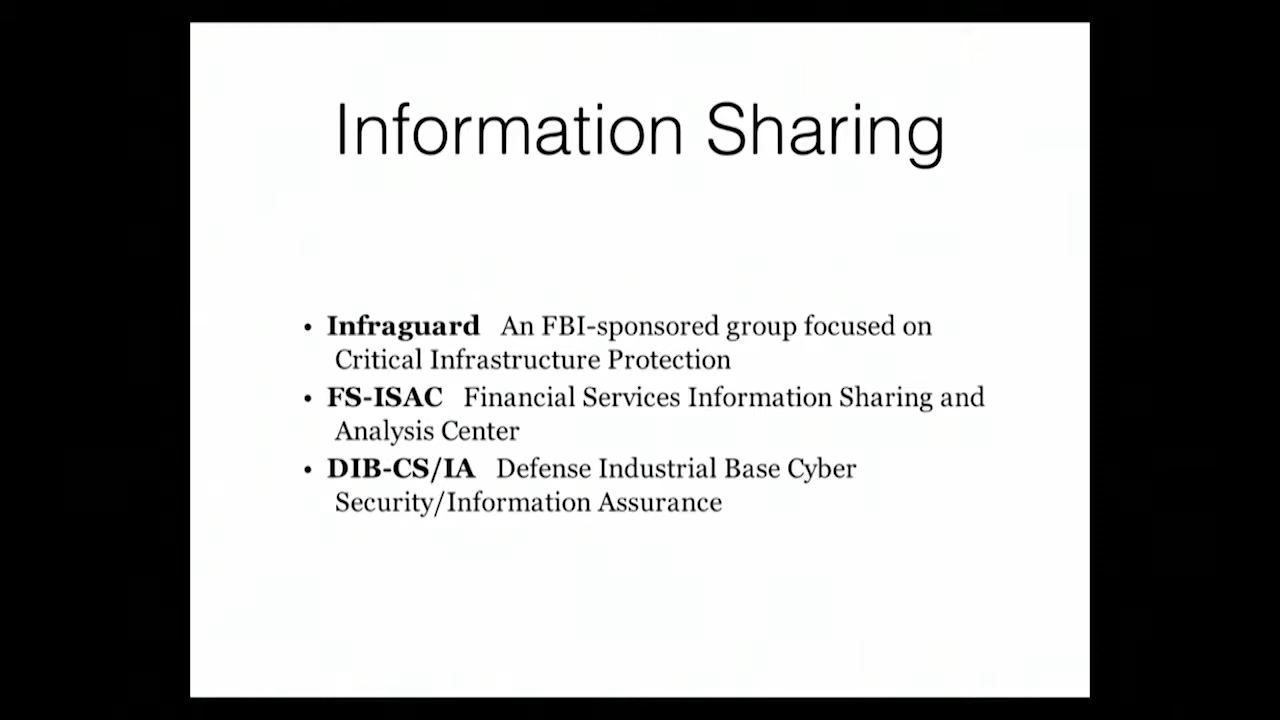 Information Sharing
• Infraguard An FBI-sponsored group focused on
Critical Infrastructure Protection
• FS-ISAC Financial Services Information Sharing and
Analysis Center
• DIB-CS/IA Defense Industrial Base Cyber
Security/Information Assurance